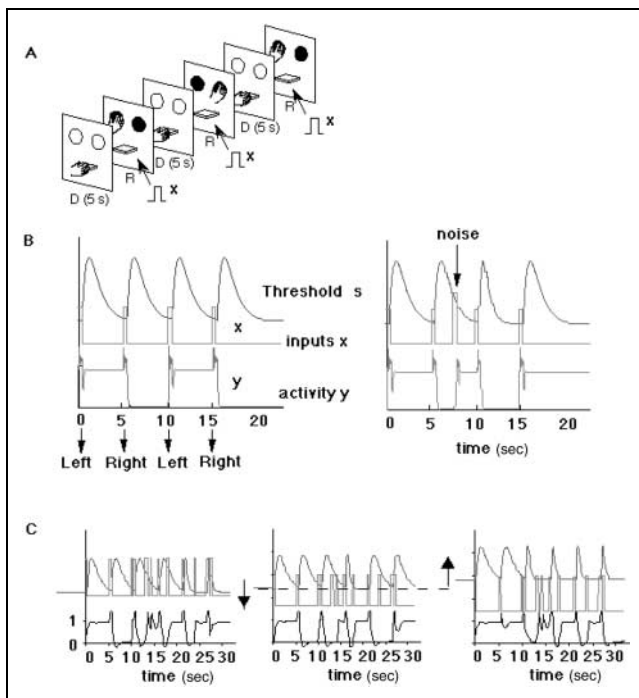 A
D (5 s)
R
x
D (5 s)
R
x
D (5 s)
R
x
B
noise
Threshold s
x
inputs x
y
activity y
0 5 10 15 20
0 5 10 15 20
time (sec)
Left Right Left Right
C
1
0
0 5 10 15 20 25 30
0 5 10 15 20 25 30
0 5 10 15 20 25 30
time (sec)
time (sec)
time (sec)